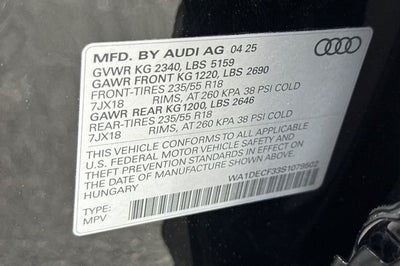 MFD. BY AUDI AG 04 25
GVWR KG 2340, LBS 5159
GAWR FRONT KG 1220, LBS 2690
FRONT-TIRES 235/55 R18
7JX18 RIMS, AT 260 KPA 38 PSI COLD
GAWR REAR KG1200, LBS 2646
REAR-TIRES 235/55 R18
7JX18 RIMS, AT 260 KPA 38 PSI COLD
THIS VEHICLE CONFORMS TO ALL APPLICABLE
U.S. FEDERAL MOTOR VEHICLE SAFETY AND
THEFT PREVENTION STANDARDS IN EFFECT ON
THE DATE OF MANUFACTURE SHOWN ABOVE.
HUNGARY
WA1DECF33S1079502
TYPE:
MPV